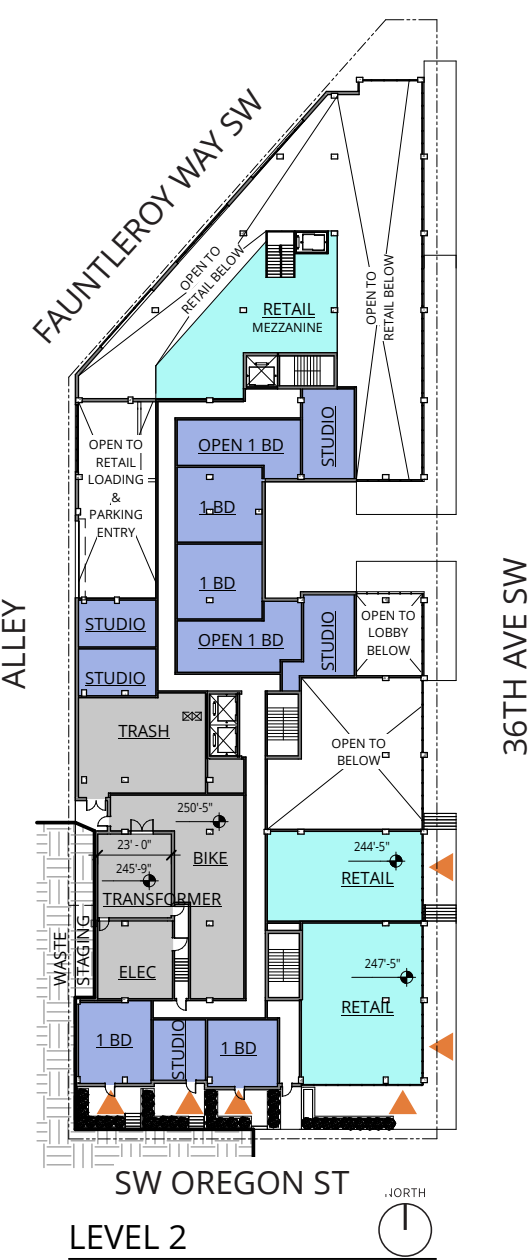 FAUNTLEROY WAY SW
OPEN TO
RETAIL BELOW
OPEN TO
RETAIL BELOW
RETAIL
MEZZANINE
OPEN TO
RETAIL
LOADING
&
PARKING
ENTRY
OPEN 1 BD
STUDIO
1 BD
1 BD
OPEN 1 BD
STUDIO
OPEN TO
LOBBY
BELOW
ALLEY
36TH AVE SW
STUDIO
STUDIO
TRASH
OPEN TO
BELOW
250'-5"
23' - 0"
BIKE
245'-9"
TRANSFORMER
244'-5"
RETAIL
WASTE
STAGING
ELEC
247'-5"
RETAIL
1 BD
STUDIO
1 BD
SW OREGON ST
NORTH
LEVEL 2